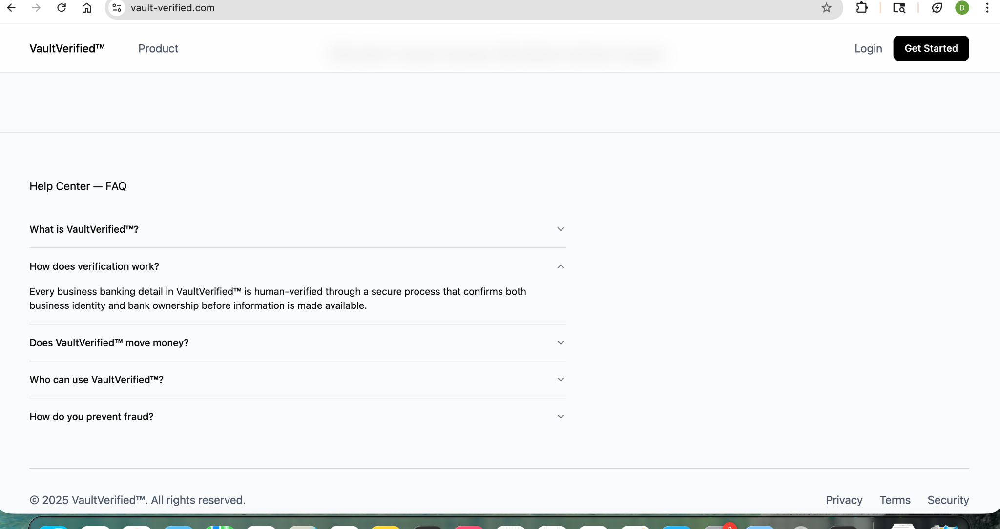 vault-verified.com
D
VaultVerified™
Product
Login
Get Started
Help Center — FAQ
What is VaultVerified™?
How does verification work?
Every business banking detail in VaultVerified™ is human-verified through a secure process that confirms both
business identity and bank ownership before information is made available.
Does VaultVerified™ move money?
Who can use VaultVerified™?
How do you prevent fraud?
© 2025 VaultVerified™. All rights reserved.
Privacy
Terms
Security